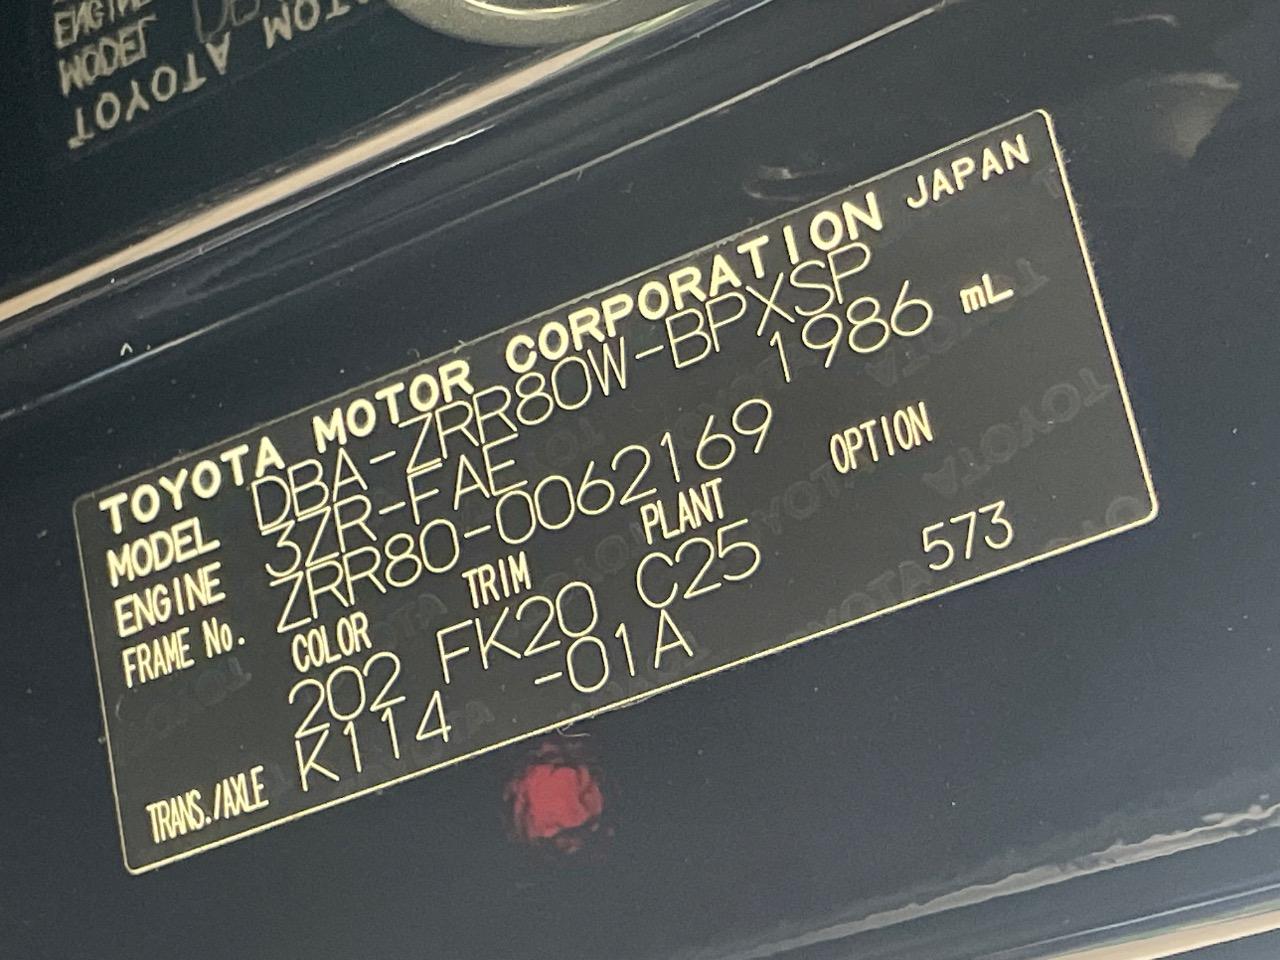 TOYOTA MOTOR CORPORATION JAPAN
MODEL DBA-ZRR80W-BPXSP
ENGINE 3ZR-FAE 1986 mL
FRAME No. ZRR80-0062169
COLOR TRIM PLANT OPTION
202 FK20 C25 573
TRANS./AXLE K114 -01A